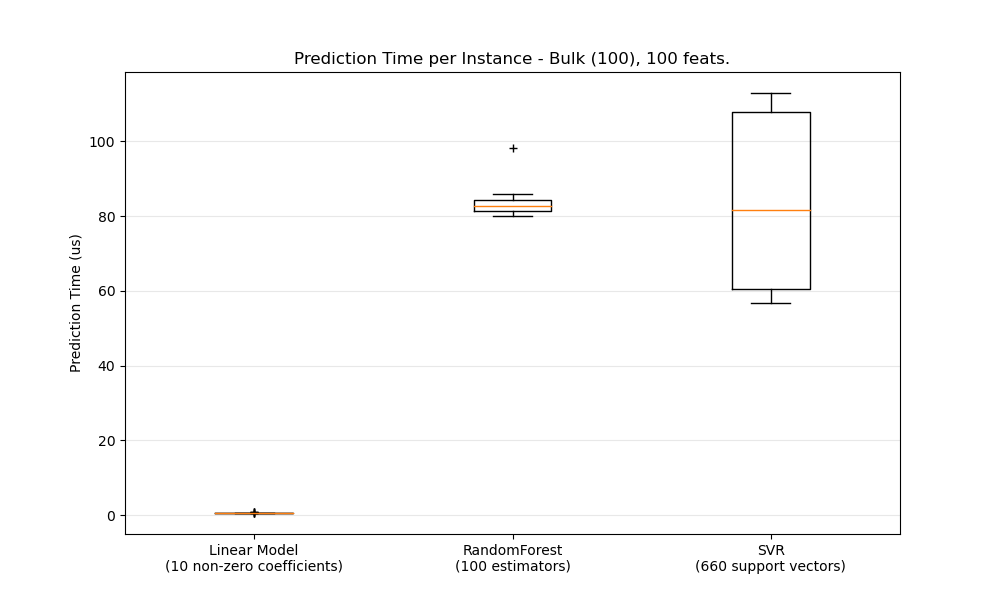 Prediction Time per Instance - Bulk (100), 100 feats.
Prediction Time (us)
100
80
60
40
20
0
Linear Model
(10 non-zero coefficients)
RandomForest
(100 estimators)
SVR
(660 support vectors)